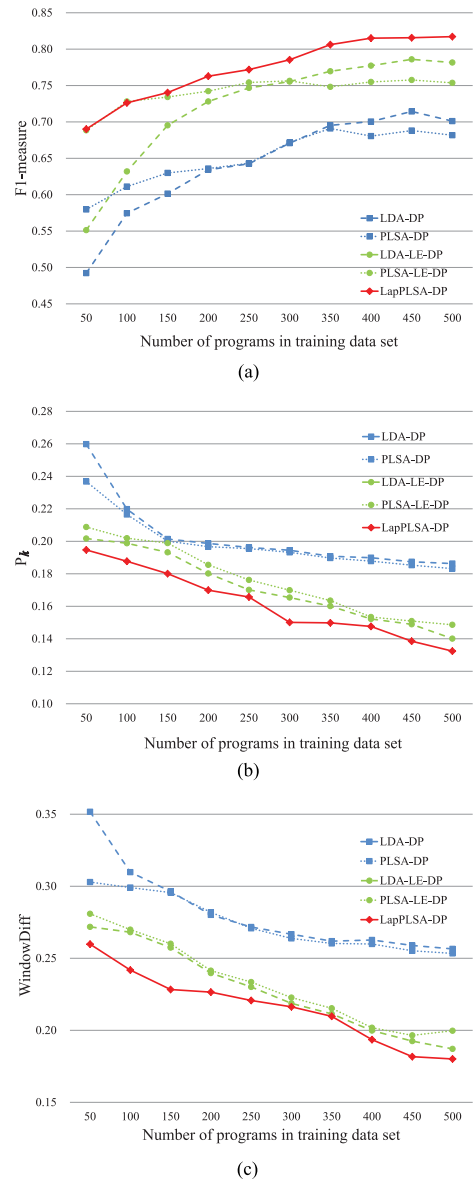 0.85
0.80
0.75
0.70
0.65
0.60
0.55
0.50
0.45
F1-measure
LDA-DP
PLSA-DP
LDA-LE-DP
PLSA-LE-DP
LapPLSA-DP
50 100 150 200 250 300 350 400 450 500
Number of programs in training data set
(a)
0.28
0.26
0.24
0.22
0.20
0.18
0.16
0.14
0.12
0.10
Pk
LDA-DP
PLSA-DP
LDA-LE-DP
PLSA-LE-DP
LapPLSA-DP
50 100 150 200 250 300 350 400 450 500
Number of programs in training data set
(b)
0.35
0.30
0.25
0.20
0.15
WindowDiff
LDA-DP
PLSA-DP
LDA-LE-DP
PLSA-LE-DP
LapPLSA-DP
50 100 150 200 250 300 350 400 450 500
Number of programs in training data set
(c)